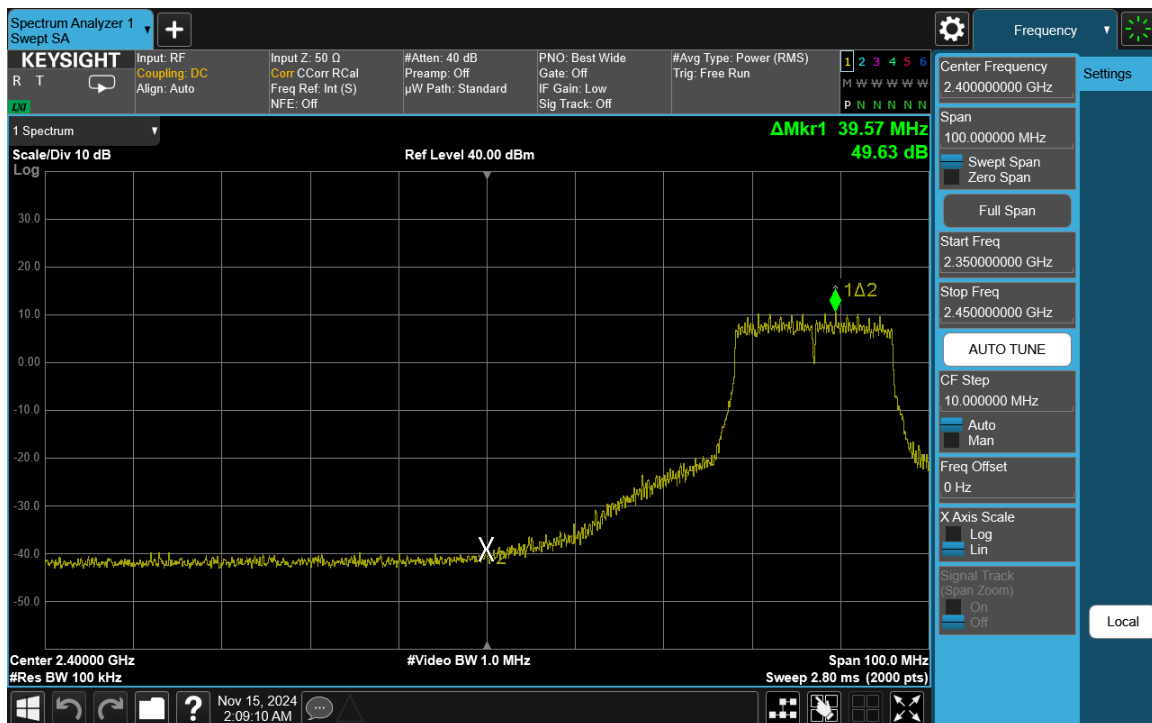 Spectrum Analyzer 1
Swept SA
+
Frequency
KEYSIGHT
R T
LXI
Input: RF
Coupling: DC
Align: Auto
Input Z: 50 Ω
Corr CCorr RCal
Freq Ref: Int (S)
NFE: Off
#Atten: 40 dB
Preamp: Off
µW Path: Standard
PNO: Best Wide
Gate: Off
IF Gain: Low
Sig Track: Off
#Avg Type: Power (RMS)
Trig: Free Run
1 2 3 4 5 6
M W W W W W
P N N N N N
1 Spectrum
Scale/Div 10 dB
Ref Level 40.00 dBm
ΔMkr1 39.57 MHz
49.63 dB
Log
30.0
20.0
10.0
0.00
-10.0
-20.0
-30.0
-40.0
-50.0
1Δ2
X
2
Center 2.40000 GHz
#Res BW 100 kHz
#Video BW 1.0 MHz
Span 100.0 MHz
Sweep 2.80 ms (2000 pts)
Center Frequency
2.400000000 GHz
Settings
Span
100.000000 MHz
Swept Span
Zero Span
Full Span
Start Freq
2.350000000 GHz
Stop Freq
2.450000000 GHz
AUTO TUNE
CF Step
10.000000 MHz
Auto
Man
Freq Offset
0 Hz
X Axis Scale
Log
Lin
Signal Track
(Span Zoom)
On
Off
Local
?
Nov 15, 2024
2:09:10 AM